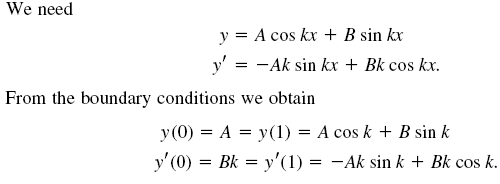 We need
y = A cos kx + B sin kx
y′ = −Ak sin kx + Bk cos kx.
From the boundary conditions we obtain
y(0) = A = y(1) = A cos k + B sin k
y′(0) = Bk = y′(1) = −Ak sin k + Bk cos k.